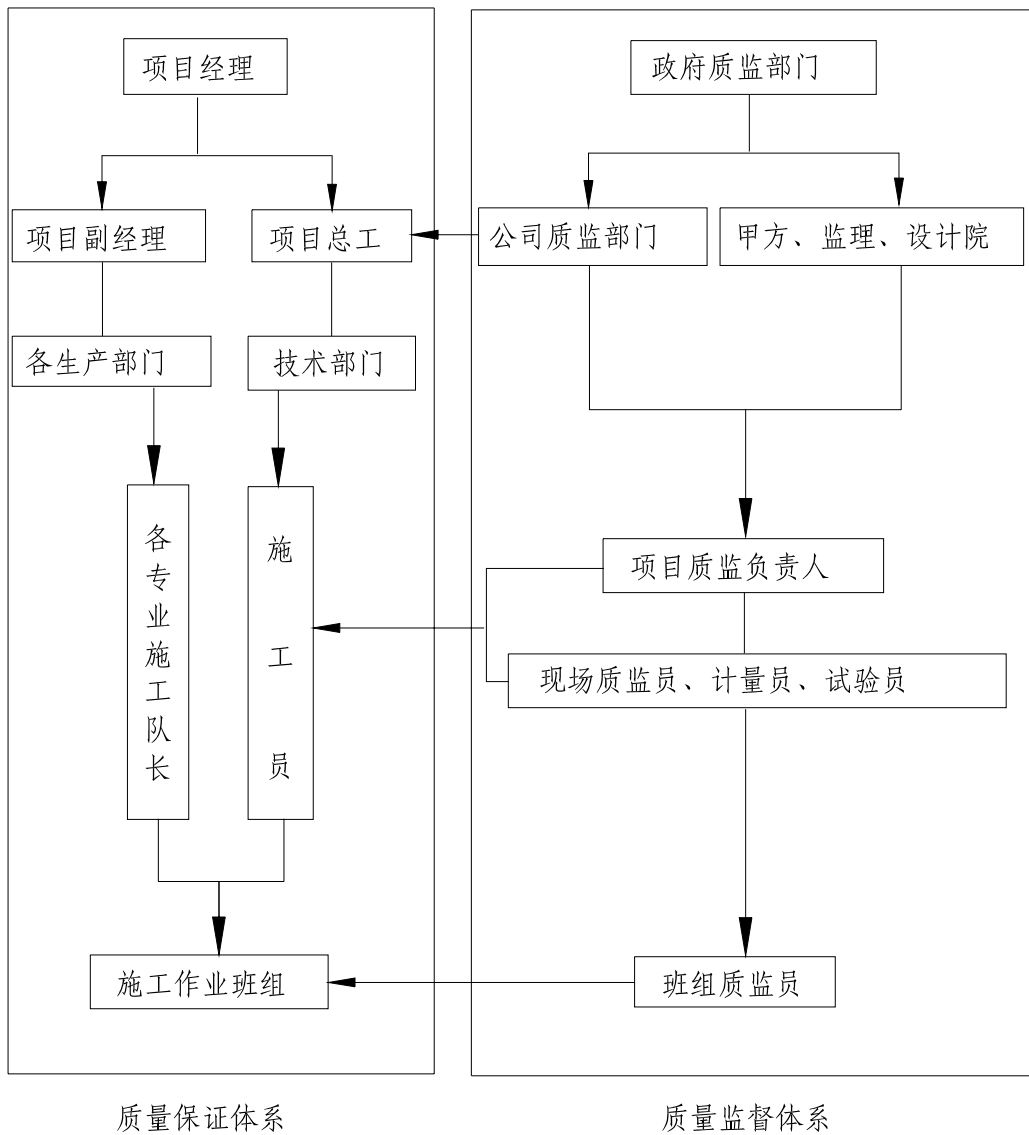 项目经理
政府质监部门
项目副经理
项目总工
公司质监部门
甲方、监理、设计院
各生产部门
技术部门
各专业施工队长
施工员
项目质监负责人
现场质监员、计量员、试验员
施工作业班组
班组质监员
质量保证体系
质量监督体系